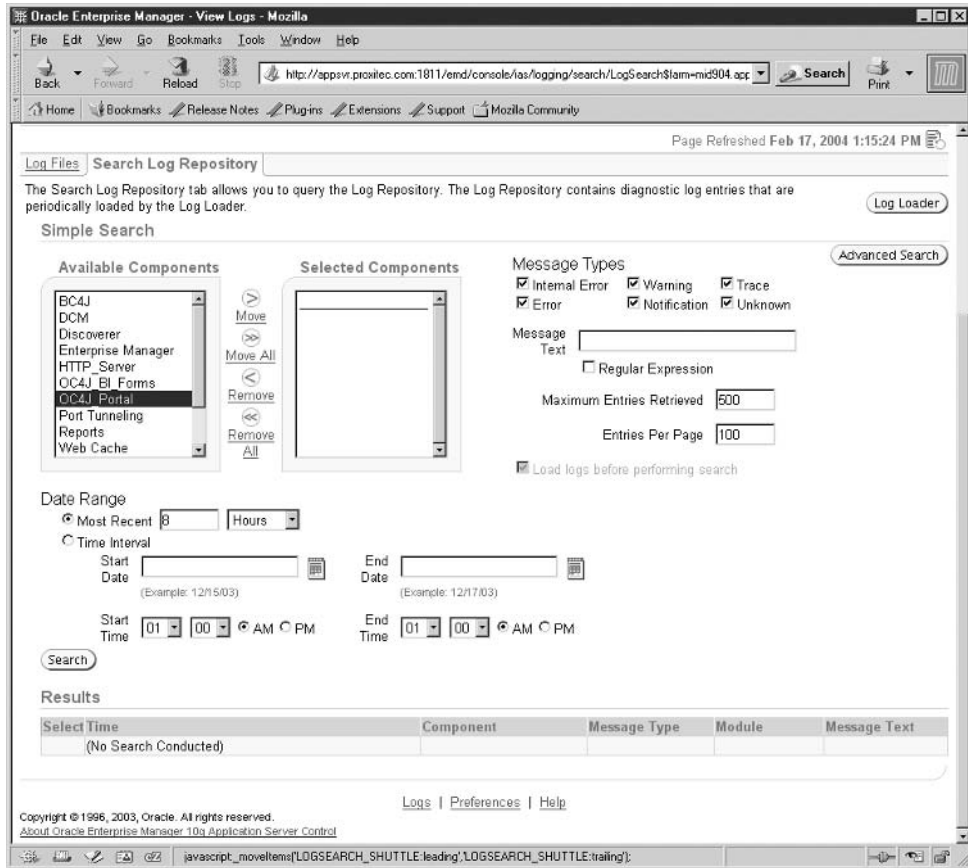 Oracle Enterprise Manager - View Logs - Mozilla
File Edit View Go Bookmarks Tools Window Help
Back Forward Reload Stop http://appsvr.proxitec.com:1811/emd/console/ias/logging/search/LogSearch$farm=mid904.apr Search Print
Home Bookmarks Release Notes Plug-ins Extensions Support Mozilla Community
Page Refreshed Feb 17, 2004 1:15:24 PM
Log Files Search Log Repository
The Search Log Repository tab allows you to query the Log Repository. The Log Repository contains diagnostic log entries that are
periodically loaded by the Log Loader.
Log Loader
Simple Search
Advanced Search
Available Components
BC4J
DCM
Discoverer
Enterprise Manager
HTTP_Server
OC4J_BI_Forms
OC4J_Portal
Port Tunneling
Reports
Web Cache
Move
Move All
Remove
Remove
All
Selected Components
Message Types
Internal Error Warning Trace
Error Notification Unknown
Message
Text
Regular Expression
Maximum Entries Retrieved 500
Entries Per Page 100
Load logs before performing search
Date Range
Most Recent 8 Hours
Time Interval
Start
Date
(Example: 12/15/03)
End
Date
(Example: 12/17/03)
Start
Time 01 00 AM PM
End
Time 01 00 AM PM
Search
Results
Select Time Component Message Type Module Message Text
(No Search Conducted)
Logs | Preferences | Help
Copyright © 1996, 2003, Oracle. All rights reserved.
About Oracle Enterprise Manager 10g Application Server Control
javascript:_moveItems('LOGSEARCH_SHUTTLE:leading','LOGSEARCH_SHUTTLE:trailing');